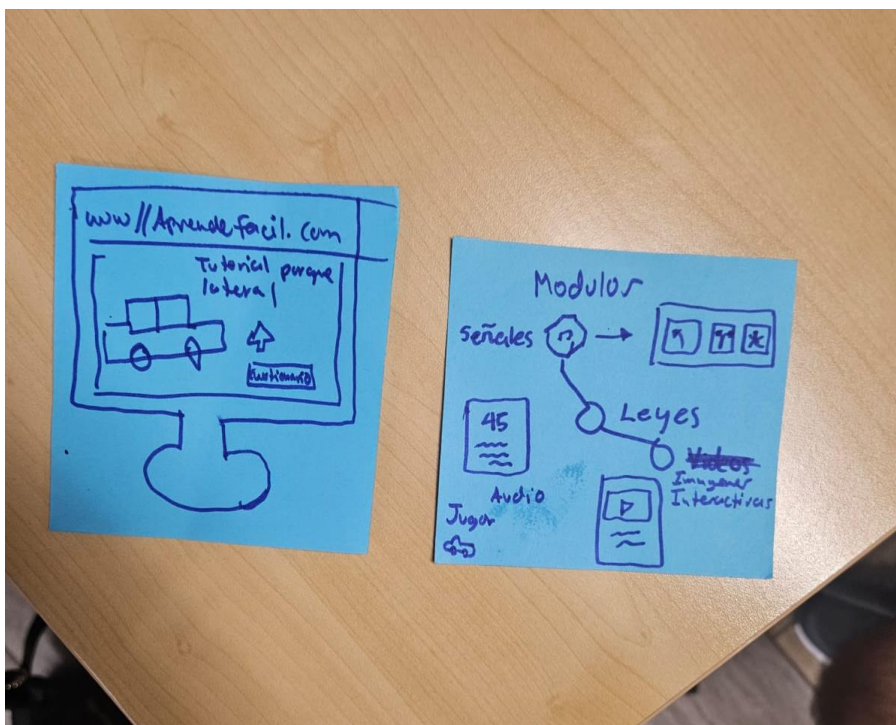 www//Aprendefacil.com
Tutorial parque
lateral
Cuestionario
Modulos
Señales
Leyes
45
Videos
Imagenes
Interactivas
Audio
Jugar